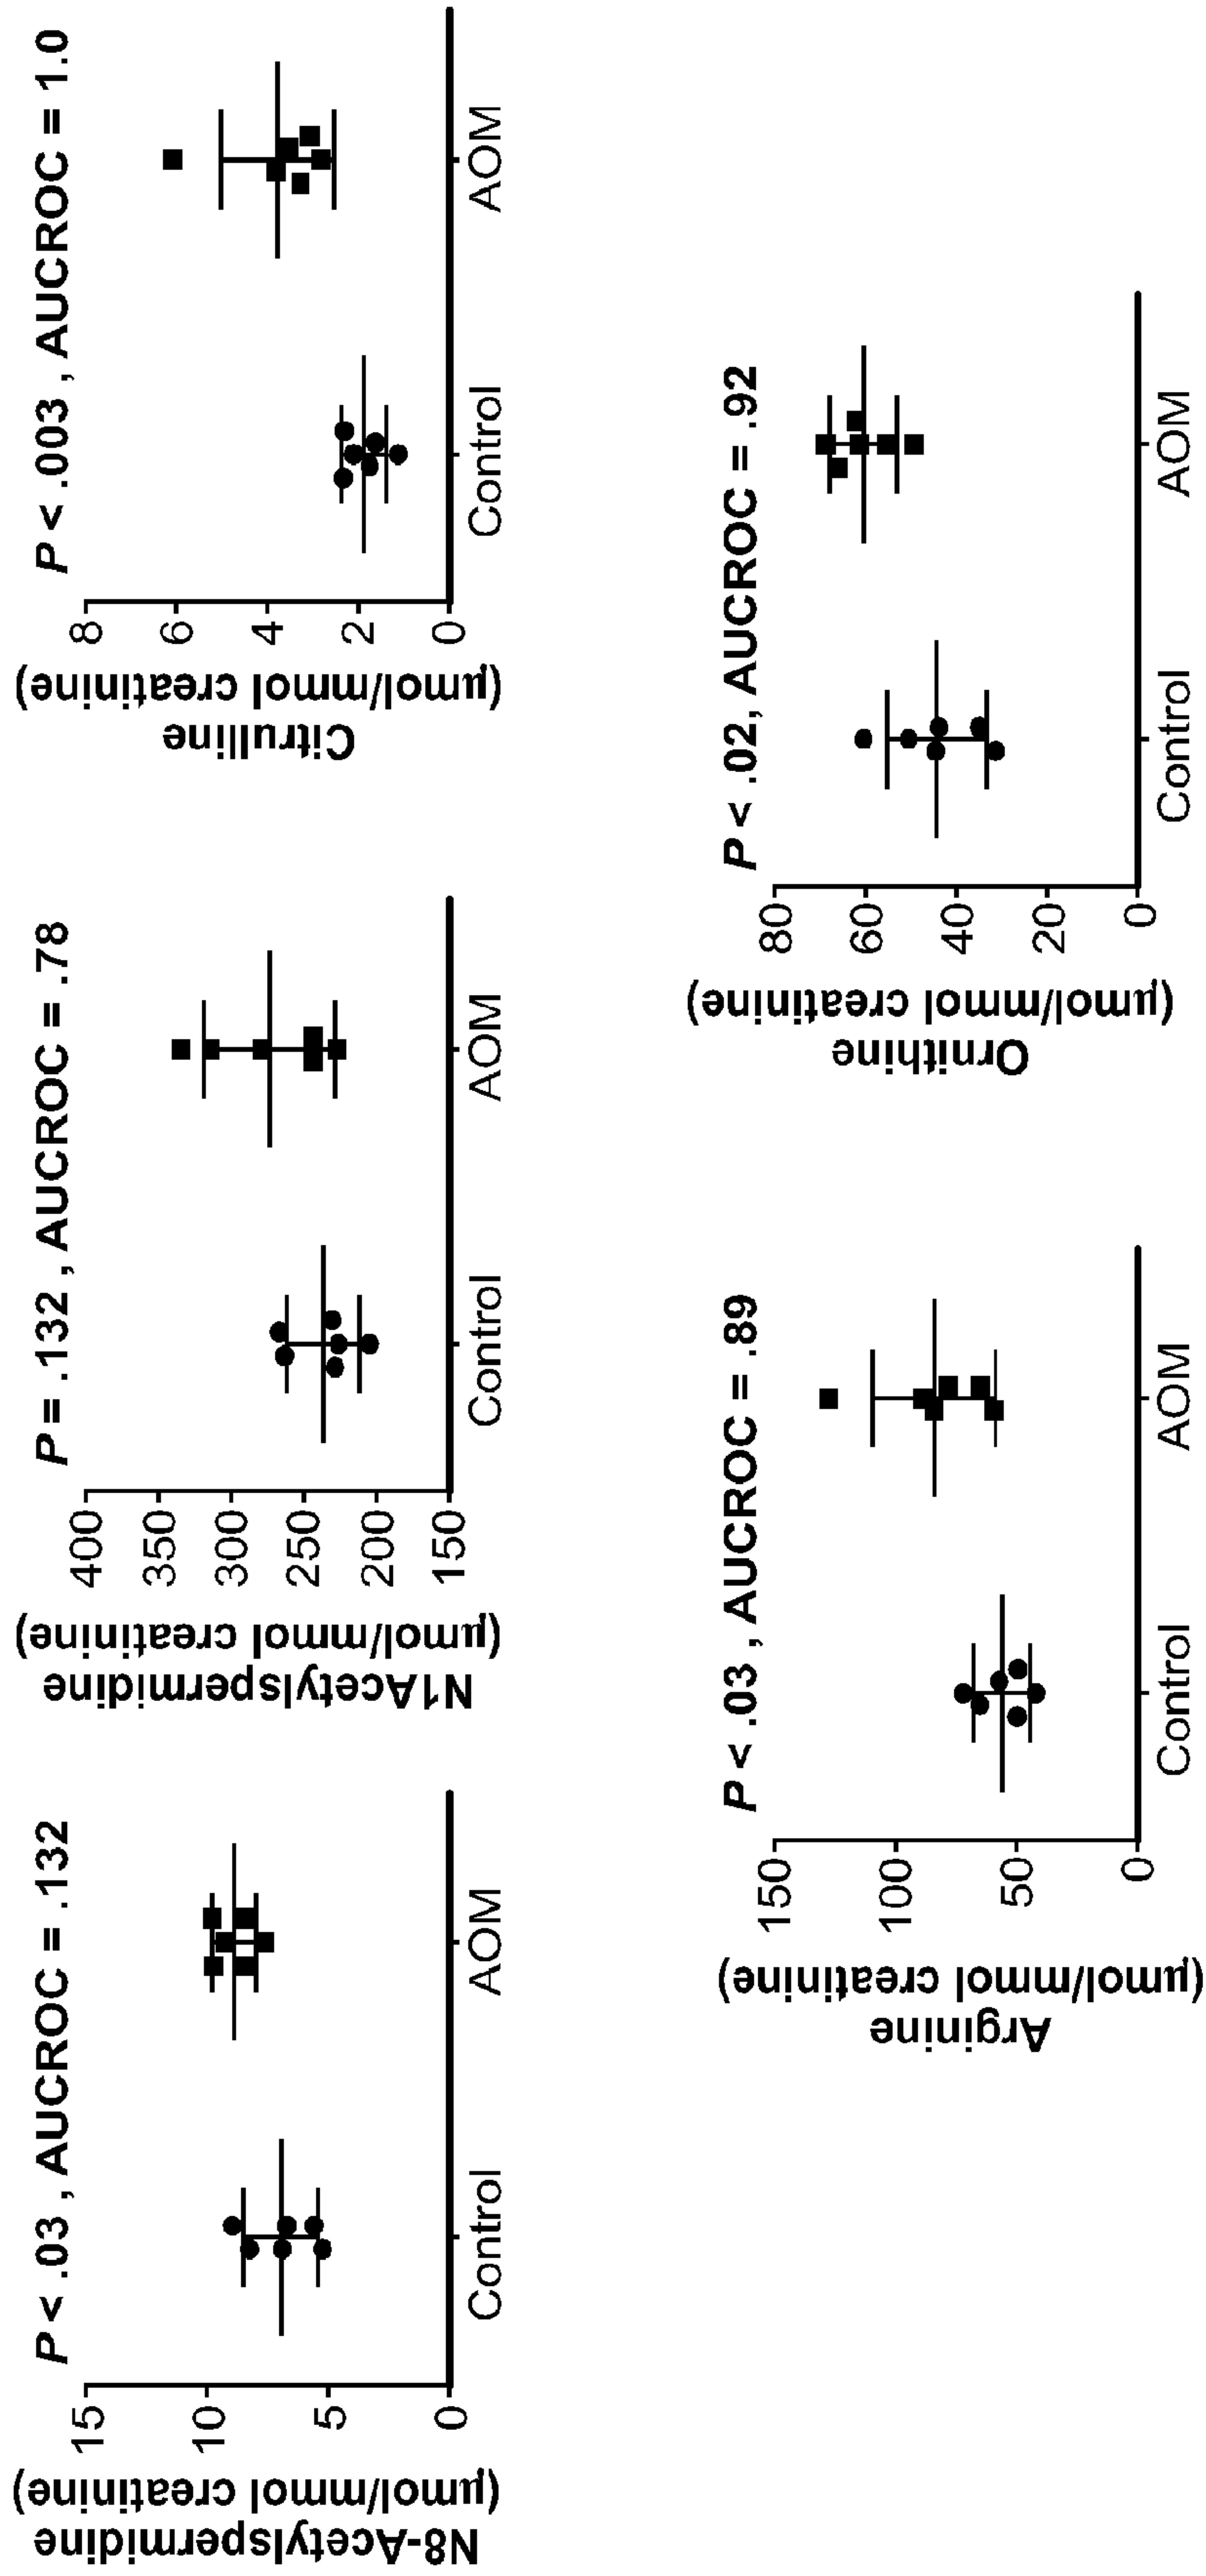 P < .03 , AUCROC = .132
N8-Acetylspermidine
(μmol/mmol creatinine)
15
10
5
0
Control
AOM
P = .132 , AUCROC = .78
N1Acetylspermidine
(μmol/mmol creatinine)
400
350
300
250
200
150
Control
AOM
P < .003 , AUCROC = 1.0
Citrulline
(μmol/mmol creatinine)
8
6
4
2
0
Control
AOM
P < .03 , AUCROC = .89
Arginine
(μmol/mmol creatinine)
150
100
50
0
Control
AOM
P < .02, AUCROC = .92
Ornithine
(μmol/mmol creatinine)
80
60
40
20
0
Control
AOM